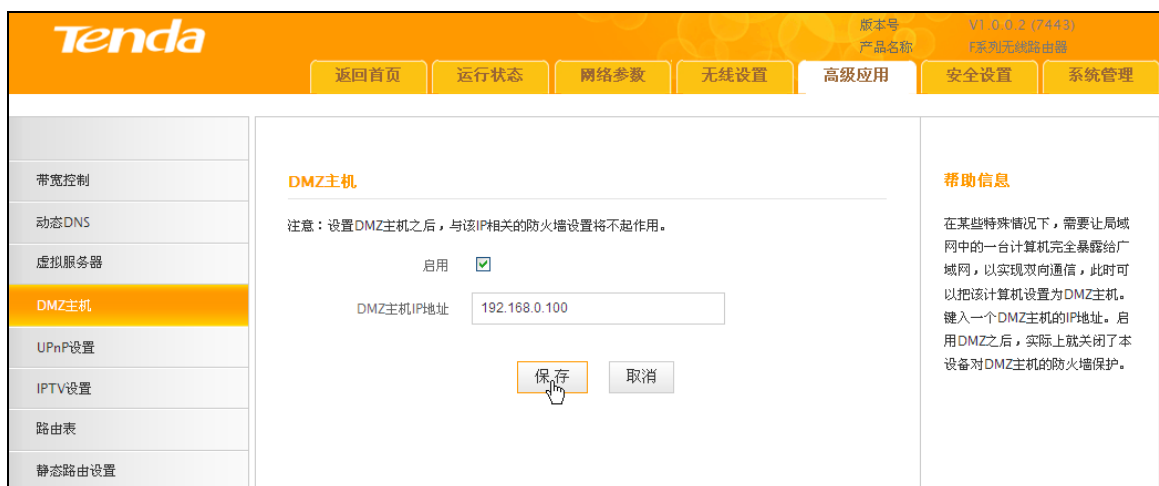 Tenda
版本号 V1.0.0.2 (7443)
产品名称 F系列无线路由器
返回首页 运行状态 网络参数 无线设置 高级应用 安全设置 系统管理
带宽控制
动态DNS
虚拟服务器
DMZ主机
UPnP设置
IPTV设置
路由表
静态路由设置
DMZ主机
注意：设置DMZ主机之后，与该IP相关的防火墙设置将不起作用。
启用
DMZ主机IP地址 192.168.0.100
保存 取消
帮助信息
在某些特殊情况下，需要让局域
网中的一台计算机完全暴露给广
域网，以实现双向通信，此时可
以把该计算机设置为DMZ主机。
键入一个DMZ主机的IP地址。启
用DMZ之后，实际上就关闭了本
设备对DMZ主机的防火墙保护。